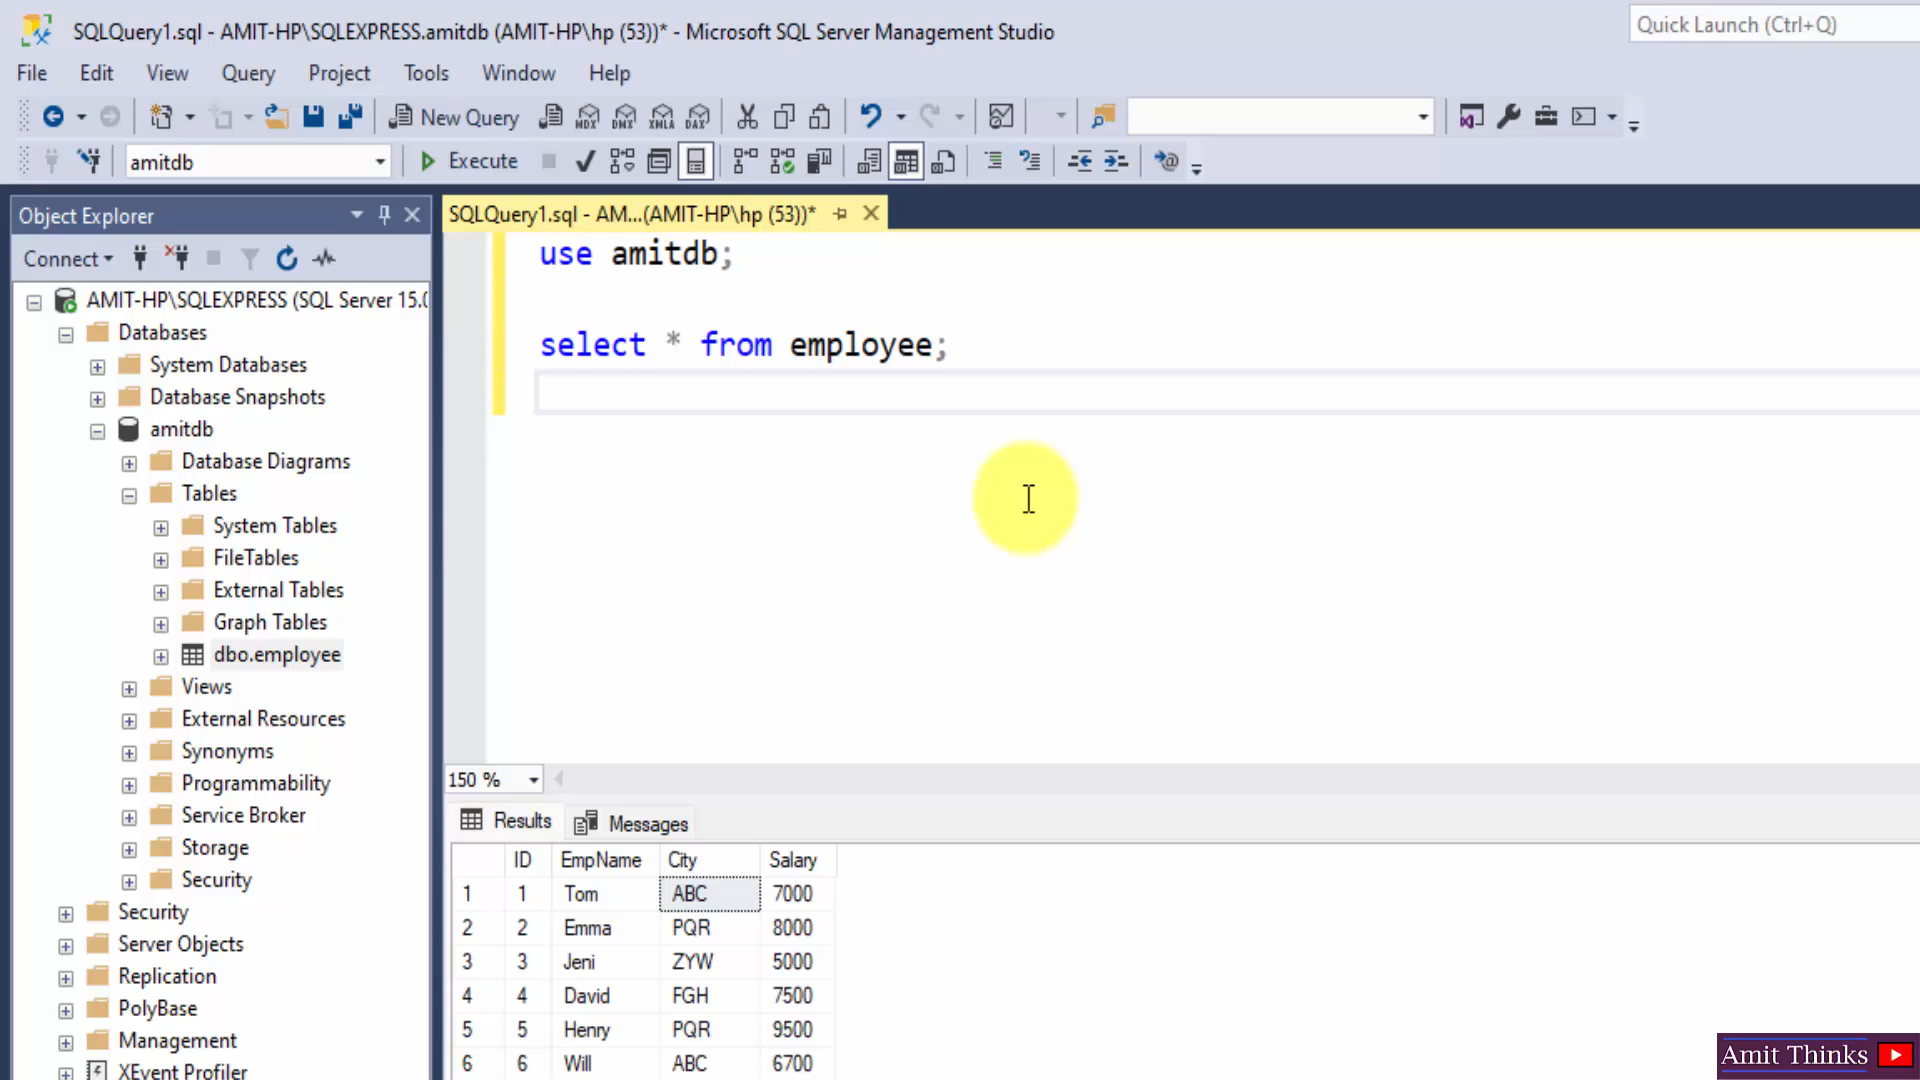 SQLQuery1.sql - AMIT-HP\SQLEXPRESS.amitdb (AMIT-HP\hp (53))* - Microsoft SQL Server Management Studio
Quick Launch (Ctrl+Q)
File Edit View Query Project Tools Window Help
New Query MDX DMX XMLA DAX
amitdb Execute
Object Explorer
SQLQuery1.sql - AM...(AMIT-HP\hp (53))*
Connect
AMIT-HP\SQLEXPRESS (SQL Server 15.0
Databases
System Databases
Database Snapshots
amitdb
Database Diagrams
Tables
System Tables
FileTables
External Tables
Graph Tables
dbo.employee
Views
External Resources
Synonyms
Programmability
Service Broker
Storage
Security
Security
Server Objects
Replication
PolyBase
Management
XEvent Profiler
use amitdb;
select * from employee;
150 %
Results Messages
ID EmpName City Salary
1 1 Tom ABC 7000
2 2 Emma PQR 8000
3 3 Jeni ZYW 5000
4 4 David FGH 7500
5 5 Henry PQR 9500
6 6 Will ABC 6700
Amit Thinks